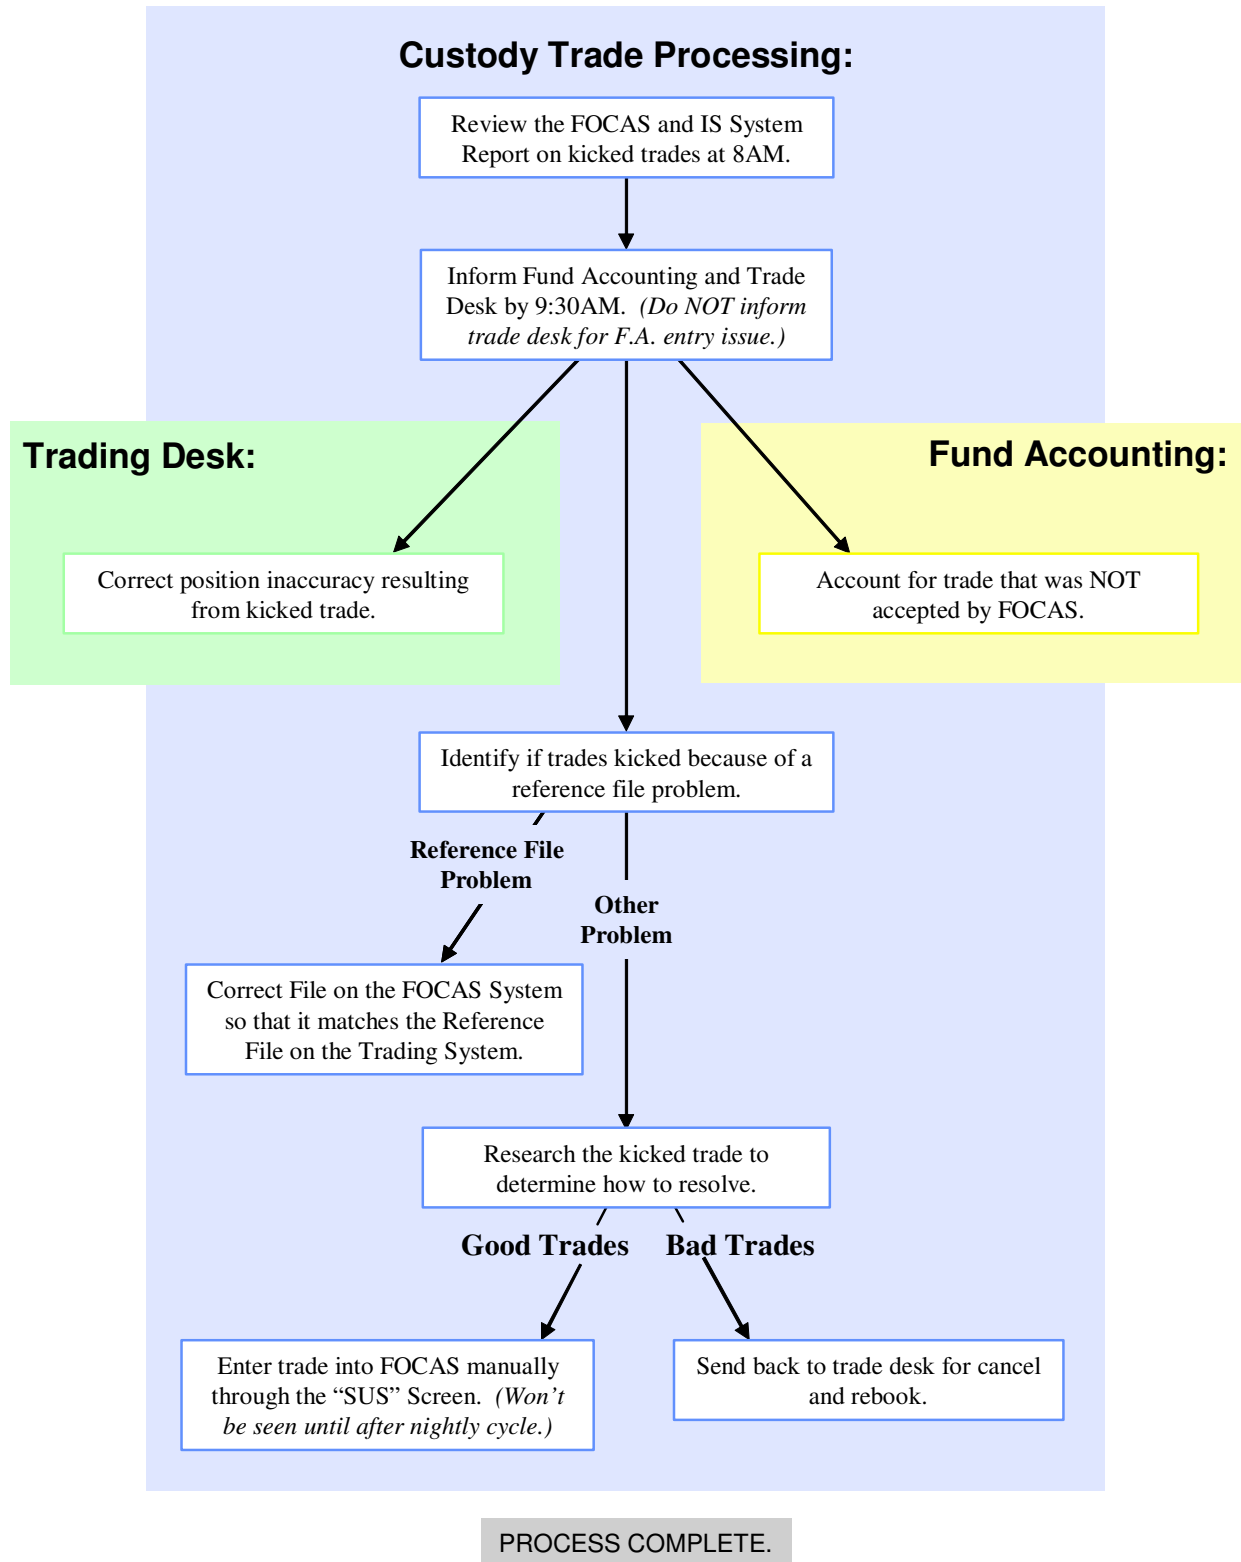 Custody Trade Processing:
Review the FOCAS and IS System
Report on kicked trades at 8AM.
Inform Fund Accounting and Trade
Desk by 9:30AM.  (Do NOT inform
trade desk for F.A. entry issue.)
Trading Desk:
Fund Accounting:
Correct position inaccuracy resulting
from kicked trade.
Account for trade that was NOT
accepted by FOCAS.
Identify if trades kicked because of a
reference file problem.
Reference File
Problem
Other
Problem
Correct File on the FOCAS System
so that it matches the Reference
File on the Trading System.
Research the kicked trade to
determine how to resolve.
Good Trades
Bad Trades
Enter trade into FOCAS manually
through the “SUS” Screen.  (Won’t
be seen until after nightly cycle.)
Send back to trade desk for cancel
and rebook.
PROCESS COMPLETE.